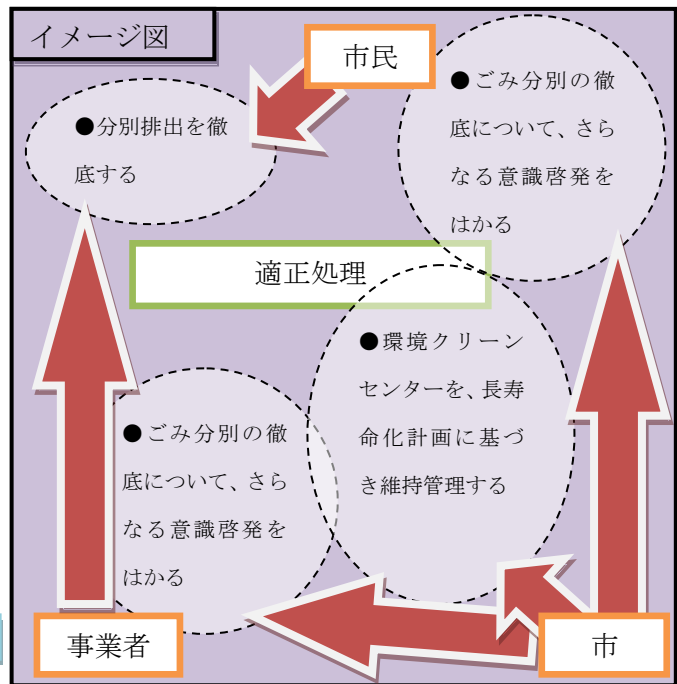 イメージ図
市民
●ごみ分別の徹
底について、さら
なる意識啓発を
はかる
●分別排出を徹
底する
適正処理
●環境クリーン
センターを、長寿
命化計画に基づ
き維持管理する
●ごみ分別の徹
底について、さら
なる意識啓発を
はかる
事業者
市